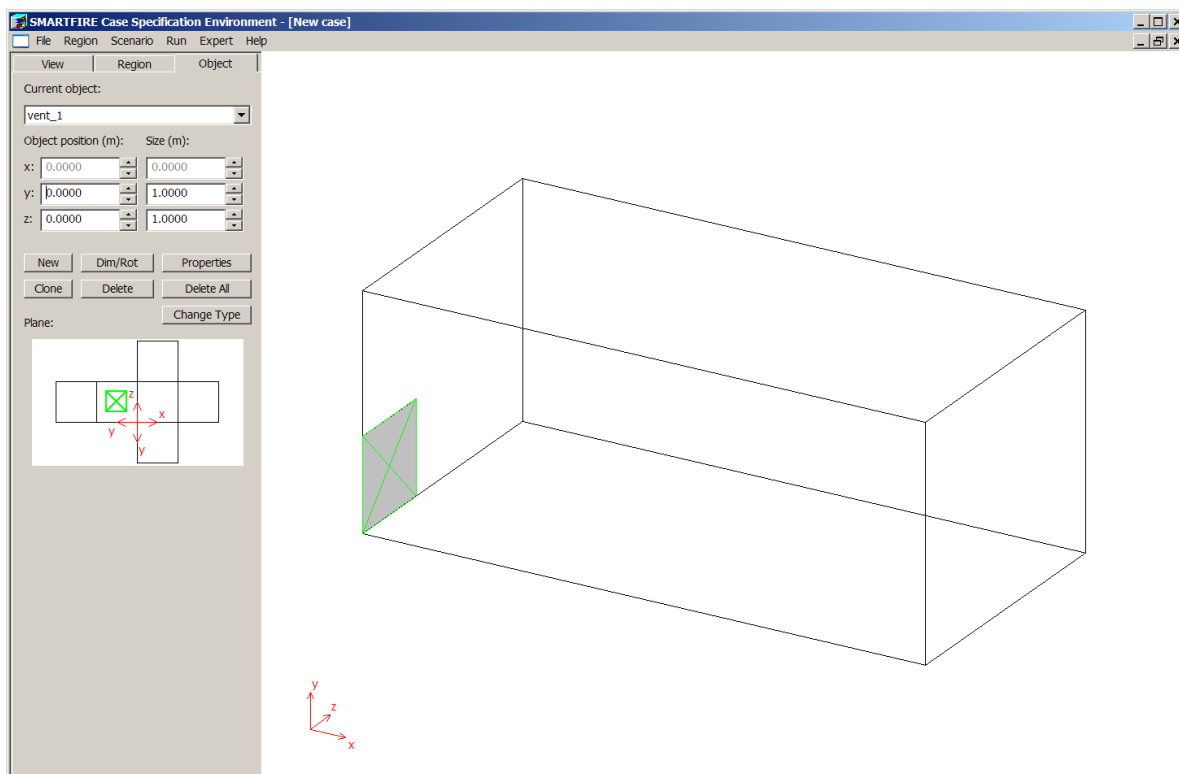 SMARTFIRE Case Specification Environment - [New case]
File Region Scenario Run Expert Help
View Region Object
Current object:
vent_1
Object position (m): Size (m):
x: 0.0000 0.0000
y: 0.0000 1.0000
z: 0.0000 1.0000
New Dim/Rot Properties
Clone Delete Delete All
Change Type
Plane:
z
x
y
y
y
z
x